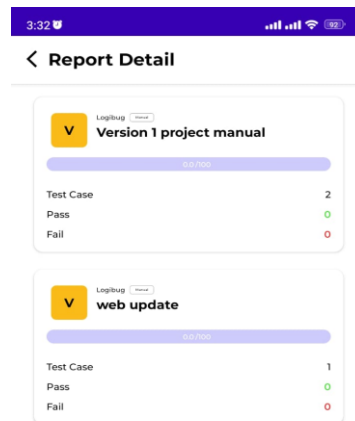 3:32
92
Report Detail
Logibug Manual
V
Version 1 project manual
0.0/100
Test Case 2
Pass 0
Fail 0
Logibug Manual
V
web update
0.0/100
Test Case 1
Pass 0
Fail 0